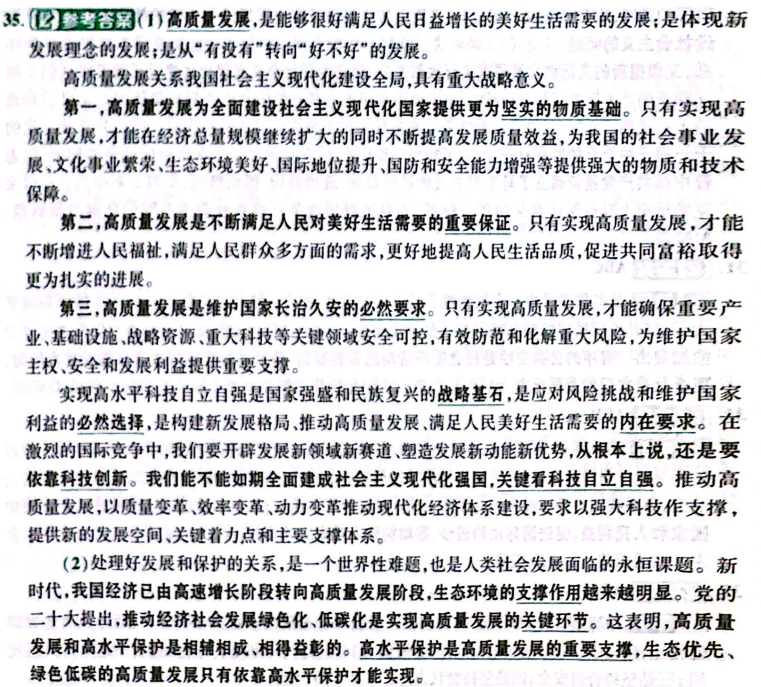 35.参考答案(1)高质量发展,是能够很好满足人民日益增长的美好生活需要的发展;是体现新
发展理念的发展;是从“有没有”转向“好不好”的发展。
高质量发展关系我国社会主义现代化建设全局,具有重大战略意义。
第一,高质量发展为全面建设社会主义现代化国家提供更为坚实的物质基础。只有实现高
质量发展,才能在经济总量规模继续扩大的同时不断提高发展质量效益,为我国的社会事业发
展、文化事业繁荣、生态环境美好、国际地位提升、国防和安全能力增强等提供强大的物质和技术
保障。
第二,高质量发展是不断满足人民对美好生活需要的重要保证。只有实现高质量发展,才能
不断增进人民福祉,满足人民群众多方面的需求,更好地提高人民生活品质,促进共同富裕取得
更为扎实的进展。
第三,高质量发展是维护国家长治久安的必然要求。只有实现高质量发展,才能确保重要产
业、基础设施、战略资源、重大科技等关键领域安全可控,有效防范和化解重大风险,为维护国家
主权、安全和发展利益提供重要支撑。
实现高水平科技自立自强是国家强盛和民族复兴的战略基石,是应对风险挑战和维护国家
利益的必然选择,是构建新发展格局、推动高质量发展、满足人民美好生活需要的内在要求。在
激烈的国际竞争中,我们要开辟发展新领域新赛道、塑造发展新动能新优势,从根本上说,还是要
依靠科技创新。我们能不能如期全面建成社会主义现代化强国,关键看科技自立自强。推动高
质量发展,以质量变革、效率变革、动力变革推动现代化经济体系建设,要求以强大科技作支撑,
提供新的发展空间、关键着力点和主要支撑体系。
(2)处理好发展和保护的关系,是一个世界性难题,也是人类社会发展面临的永恒课题。新
时代,我国经济已由高速增长阶段转向高质量发展阶段,生态环境的支撑作用越来越明显。党的
二十大提出,推动经济社会发展绿色化、低碳化是实现高质量发展的关键环节。这表明,高质量
发展和高水平保护是相辅相成、相得益彰的。高水平保护是高质量发展的重要支撑,生态优先、
绿色低碳的高质量发展只有依靠高水平保护才能实现。